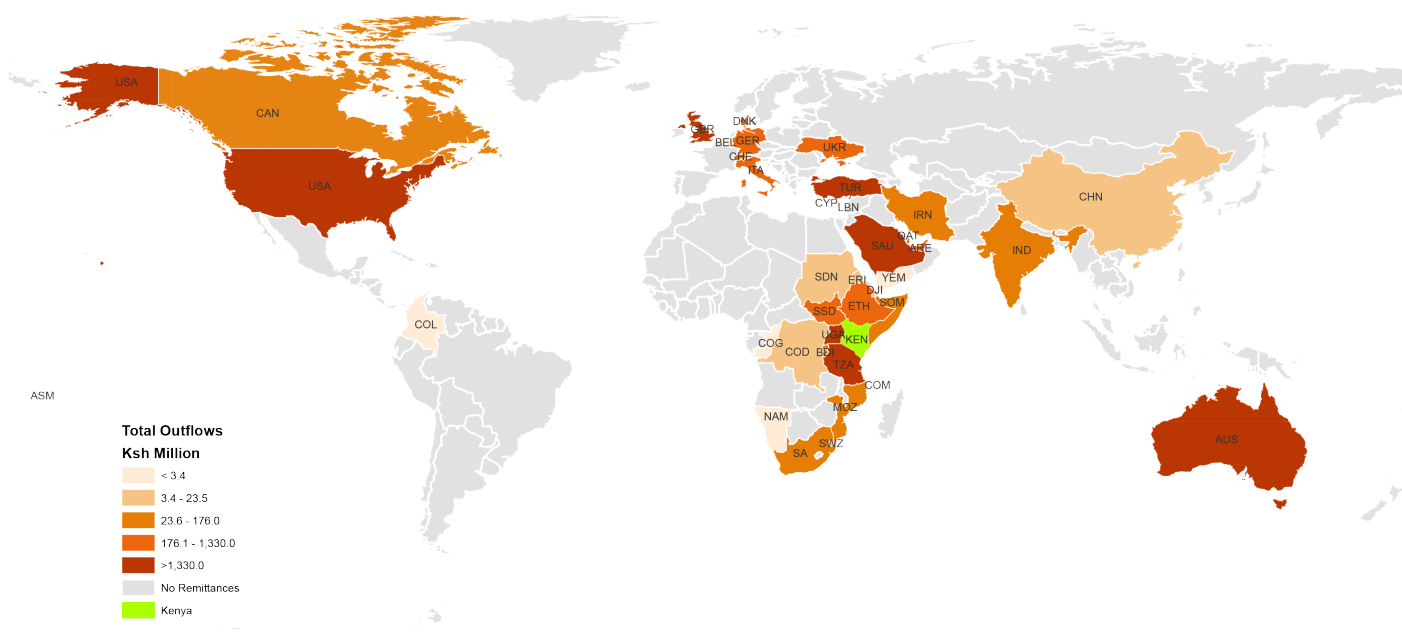 USA
CAN
USA
COL
ASM
GBR
DNK
BEL
GER
CHE
ITA
UKR
TUR
CYP
LBN
IRN
QAT
ARE
SAU
YEM
CHN
IND
SDN
ERI
DJI
SSD
ETH
SOM
UGA
KEN
COG
COD
BDI
TZA
COM
MOZ
NAM
SWZ
SA
AUS
Total Outflows
Ksh Million
< 3.4
3.4 - 23.5
23.6 - 176.0
176.1 - 1,330.0
>1,330.0
No Remittances
Kenya